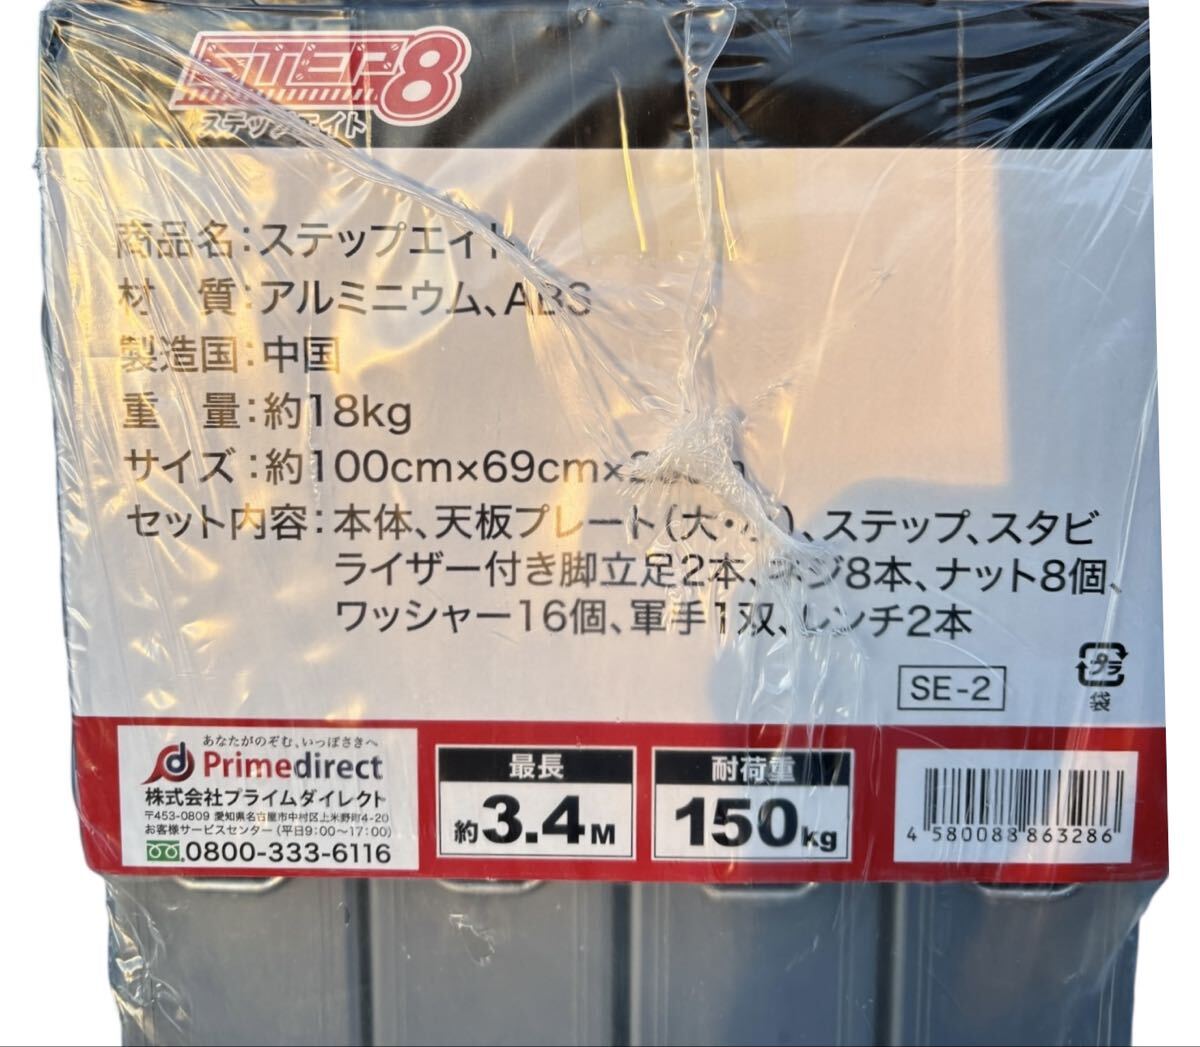 STEP8
ステップエイト
商品名：ステップエイト
材　質：アルミニウム、ABS
製造国：中国
重　量：約18kg
サイズ：約100cm×69cm×
セット内容：本体、天板プレート（大・）、ステップ、スタビ
ライザー付き脚立足2本、ネジ8本、ナット8個、
ワッシャー16個、軍手1双、レンチ2本
SE-2
プラ
袋
あなたがのぞむ、いっぽさきへ
Primedirect
株式会社プライムダイレクト
〒453-0809 愛知県名古屋市中村区上米野町4-20
お客様サービスセンター（平日9:00〜17:00）
0800-333-6116
最長
約3.4M
耐荷重
150kg
4 580088 863286